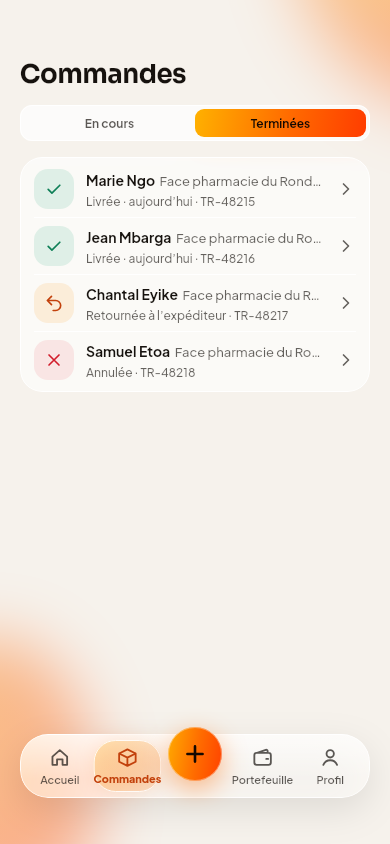 Commandes
En cours
Terminées
Marie Ngo Face pharmacie du Rond…
Livrée · aujourd’hui · TR-48215
Jean Mbarga Face pharmacie du Ro…
Livrée · aujourd’hui · TR-48216
Chantal Eyike Face pharmacie du R…
Retournée à l’expéditeur · TR-48217
Samuel Etoa Face pharmacie du Ro…
Annulée · TR-48218
Accueil
Commandes
Portefeuille
Profil